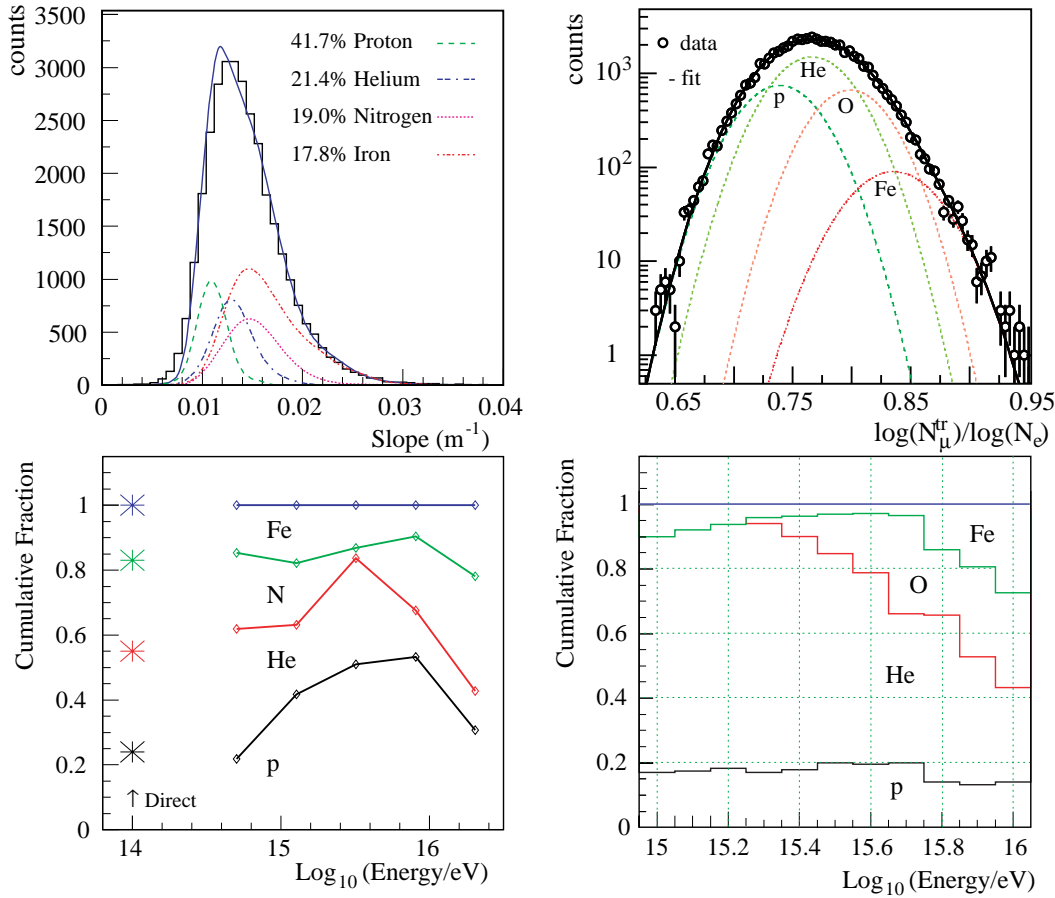 counts
3500
3000
2500
2000
1500
1000
500
0
41.7% Proton
21.4% Helium
19.0% Nitrogen
17.8% Iron
0 0.01 0.02 0.03 0.04
Slope (m⁻¹)
counts
10³
10²
10
1
data
- fit
He
p
O
Fe
0.65 0.75 0.85 0.95
log(N_μ^tr)/log(N_e)
Cumulative Fraction
1
0.8
0.6
0.4
0.2
0
Fe
N
He
p
↑ Direct
14 15 16
Log₁₀ (Energy/eV)
Cumulative Fraction
1
0.8
0.6
0.4
0.2
0
Fe
O
He
p
15 15.2 15.4 15.6 15.8 16
Log₁₀ (Energy/eV)